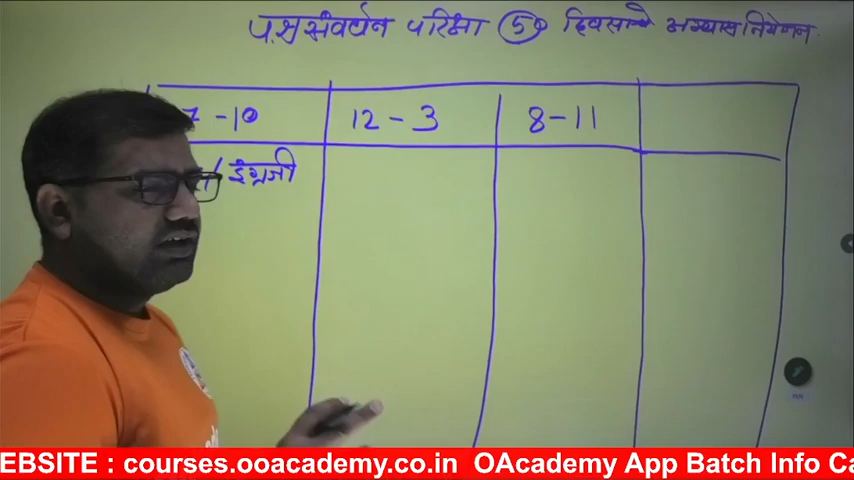 पशुसंवर्धन परिक्षा 50 दिवसाचे अभ्यास नियोजन
7 - 10 12 - 3 8 - 11
/ इंग्रजी
EBSITE : courses.ooacademy.co.in OAcademy App Batch Info Ca